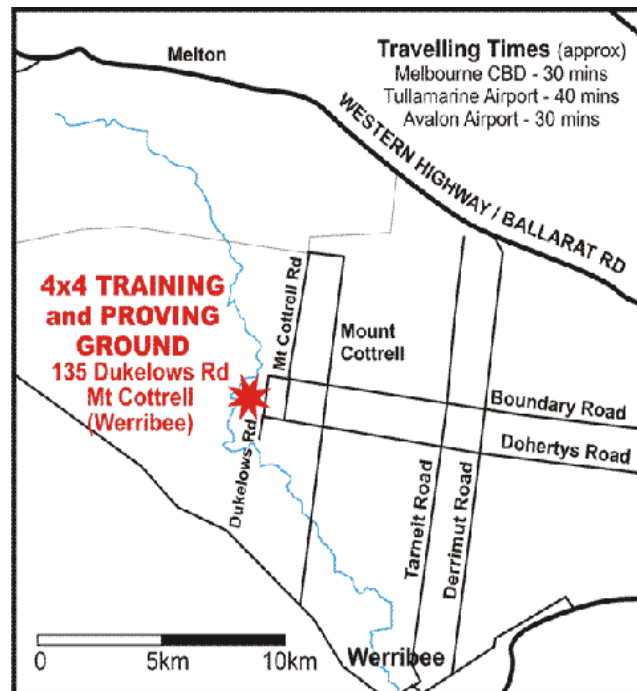 Melton
Travelling Times (approx)
Melbourne CBD - 30 mins
Tullamarine Airport - 40 mins
Avalon Airport - 30 mins
WESTERN HIGHWAY / BALLARAT RD
4x4 TRAINING
and PROVING
GROUND
135 Dukelows Rd
Mt Cottrell
(Werribee)
Mt Cottrell Rd
Mount
Cottrell
Boundary Road
Dohertys Road
Dukelows Rd
Tarneit Road
Derrimut Road
Werribee
0
5km
10km